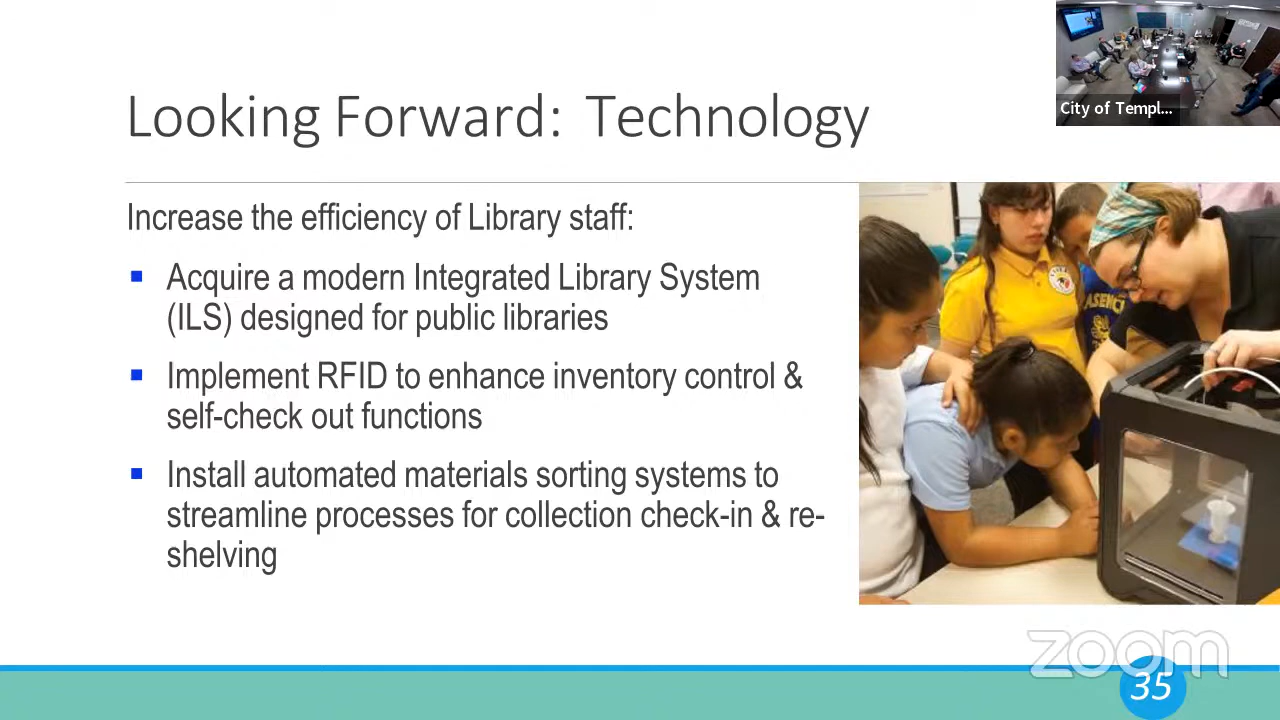 City of Templ...
Looking Forward: Technology
Increase the efficiency of Library staff:
Acquire a modern Integrated Library System
(ILS) designed for public libraries
Implement RFID to enhance inventory control &
self-check out functions
Install automated materials sorting systems to
streamline processes for collection check-in & re-
shelving
zoom
35